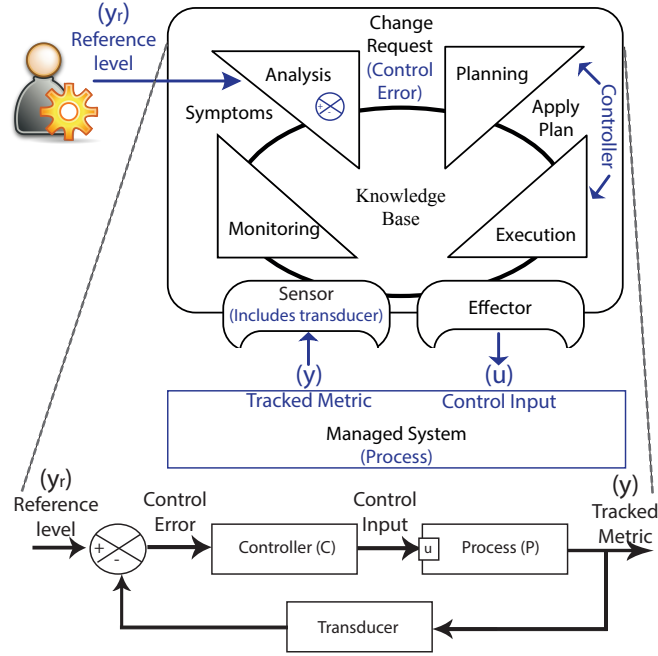 (yr)
Reference
level
Change
Request
(Control
Error)
Analysis
+ -
Planning
Symptoms
Apply
Plan
Controller
Knowledge
Base
Monitoring
Execution
Sensor
(Includes transducer)
Effector
(y)
Tracked Metric
(u)
Control Input
Managed System
(Process)
(yr)
Reference
level
+
-
Control
Error
Controller (C)
Control
Input
u
Process (P)
(y)
Tracked
Metric
Transducer